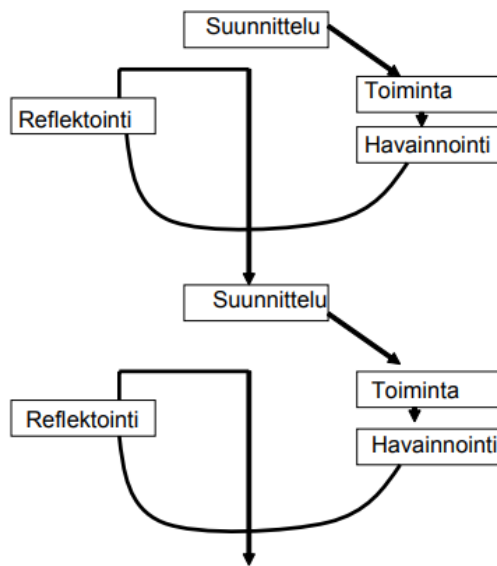 Suunnittelu
Toiminta
Reflektointi
Havainnointi
Suunnittelu
Toiminta
Reflektointi
Havainnointi